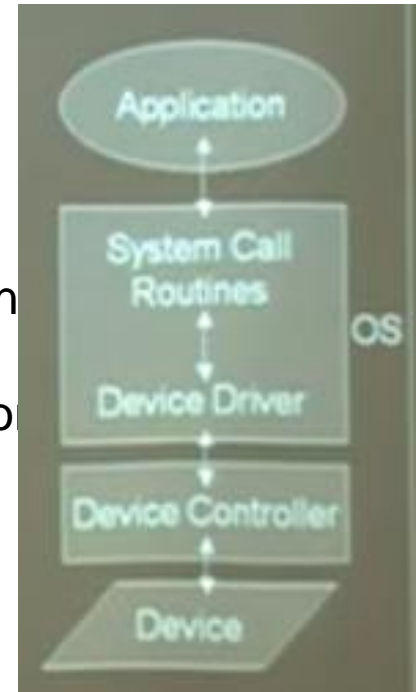 Application
System Call
Routines
OS
Device Driver
Device Controller
Device